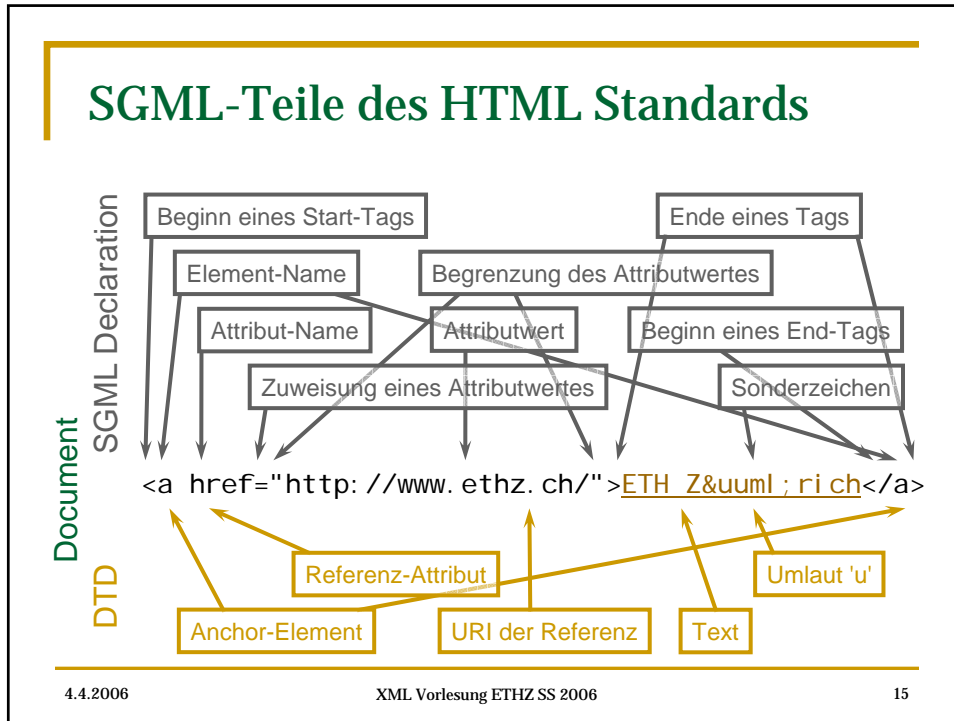 SGML-Teile des HTML Standards
Document
SGML Declaration
Beginn eines Start-Tags
Ende eines Tags
Element-Name
Begrenzung des Attributwertes
Attribut-Name
Attributwert
Beginn eines End-Tags
Zuweisung eines Attributwertes
Sonderzeichen
<a href="http://www.ethz.ch/">ETH Z&uuml;rich</a>
DTD
Referenz-Attribut
Umlaut 'u'
Anchor-Element
URI der Referenz
Text
4.4.2006
XML Vorlesung ETHZ SS 2006
15